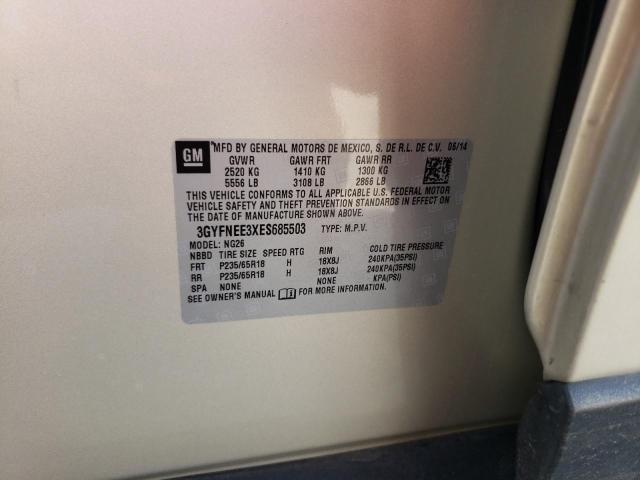 GM
MFD BY GENERAL MOTORS DE MEXICO, S. DE R.L. DE C.V. 06/14
GVWR GAWR FRT GAWR RR
2520 KG 1410 KG 1300 KG
5556 LB 3108 LB 2866 LB
THIS VEHICLE CONFORMS TO ALL APPLICABLE U.S. FEDERAL MOTOR
VEHICLE SAFETY AND THEFT PREVENTION STANDARDS IN EFFECT ON
THE DATE OF MANUFACTURE SHOWN ABOVE.
3GYFNEE3XES685503 TYPE: M.P.V.
MODEL: NG26
NBBD TIRE SIZE SPEED RTG RIM COLD TIRE PRESSURE
FRT P235/65R18 H 18X8J 240KPA(35PSI)
RR P235/65R18 H 18X8J 240KPA(35PSI)
SPA NONE NONE KPA(PSI)
SEE OWNER'S MANUAL FOR MORE INFORMATION.